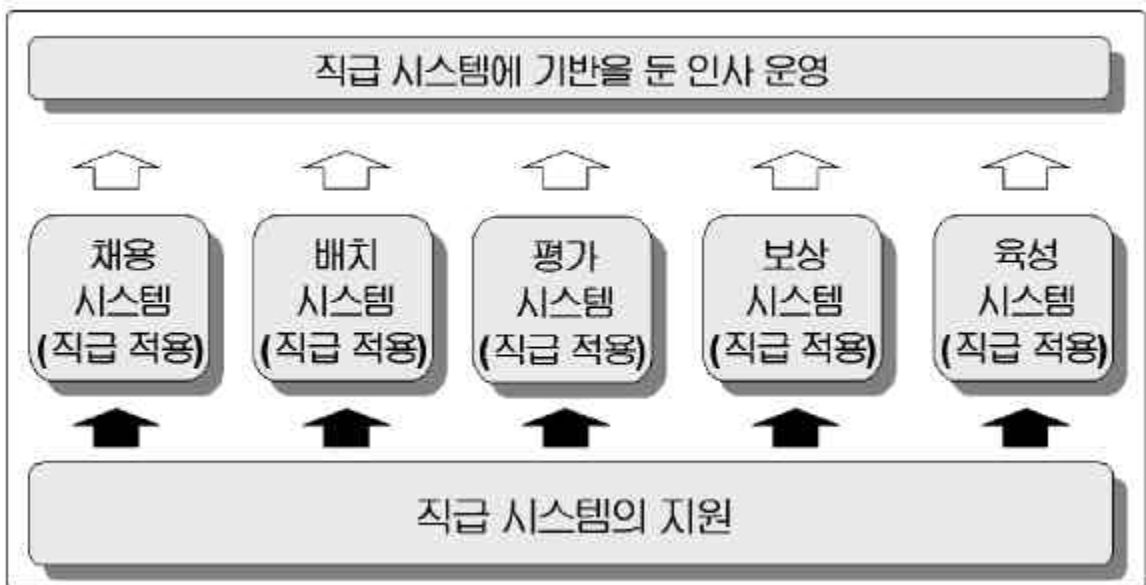 직급 시스템에 기반을 둔 인사 운영
채용
시스템
(직급 적용)
배치
시스템
(직급 적용)
평가
시스템
(직급 적용)
보상
시스템
(직급 적용)
육성
시스템
(직급 적용)
직급 시스템의 지원